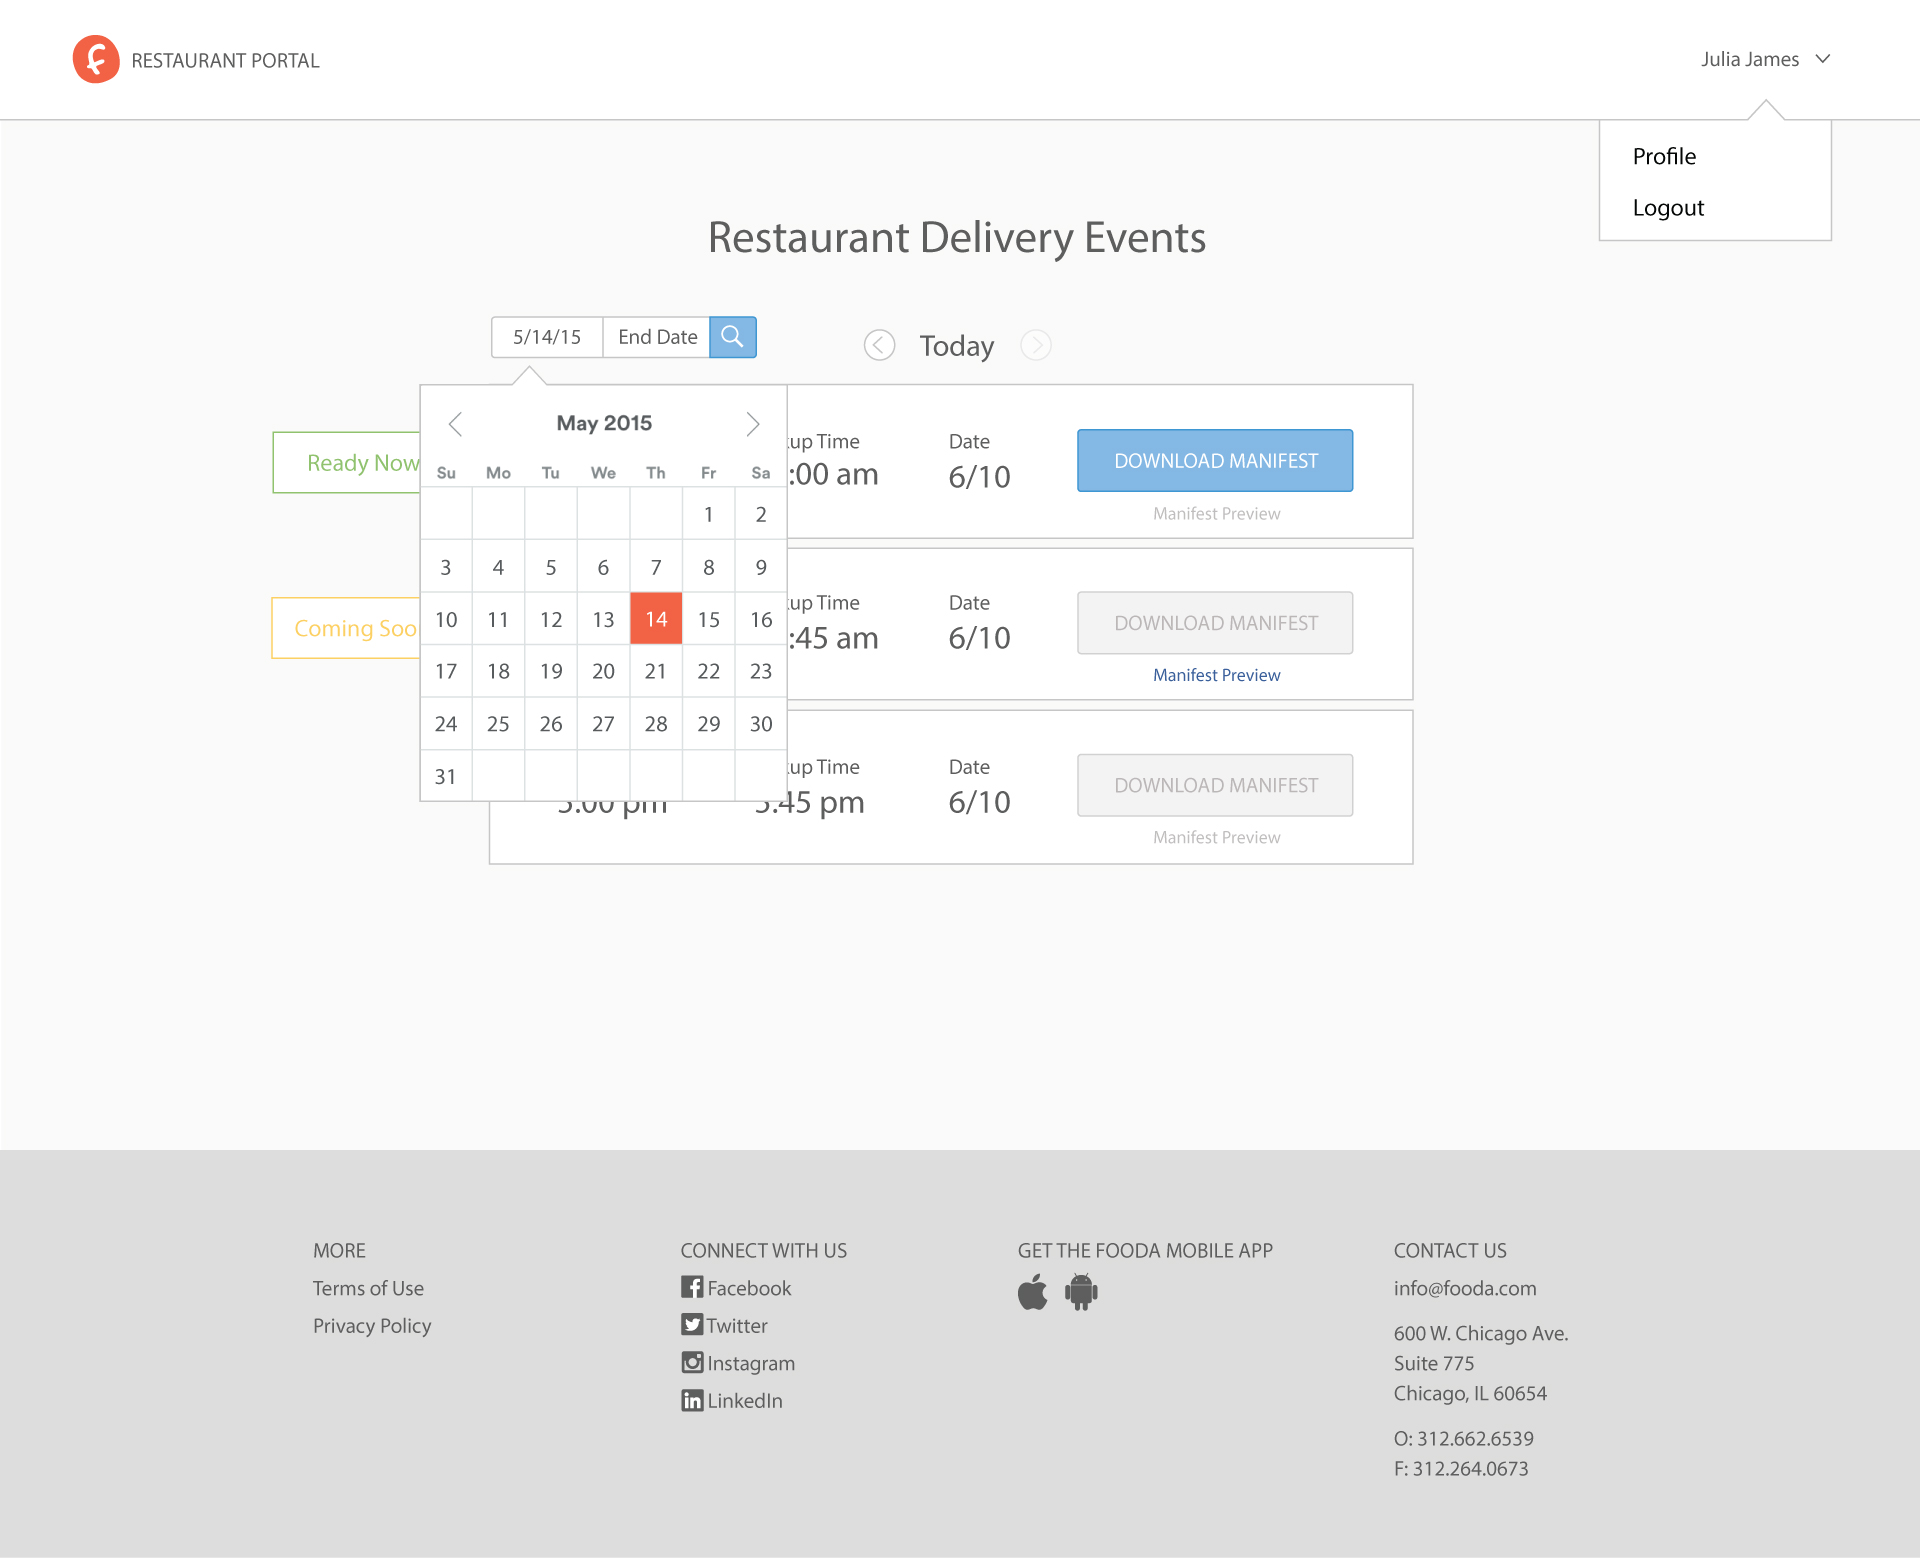 RESTAURANT PORTAL
Julia James
Profile
Logout
Restaurant Delivery Events
5/14/15 End Date
Today
May 2015
Su Mo Tu We Th Fr Sa
1 2
3 4 5 6 7 8 9
10 11 12 13 14 15 16
17 18 19 20 21 22 23
24 25 26 27 28 29 30
31
Ready Now
Time Date
:00 am 6/10
DOWNLOAD MANIFEST
Manifest Preview
Coming
Time Date
:45 am 6/10
DOWNLOAD MANIFEST
Manifest Preview
Time Date
pm :45 pm 6/10
DOWNLOAD MANIFEST
Manifest Preview
MORE
Terms of Use
Privacy Policy
CONNECT WITH US
Facebook
Twitter
Instagram
LinkedIn
GET THE FOODA MOBILE APP
CONTACT US
info@fooda.com
600 W. Chicago Ave.
Suite 775
Chicago, IL 60654
O: 312.662.6539
F: 312.264.0673